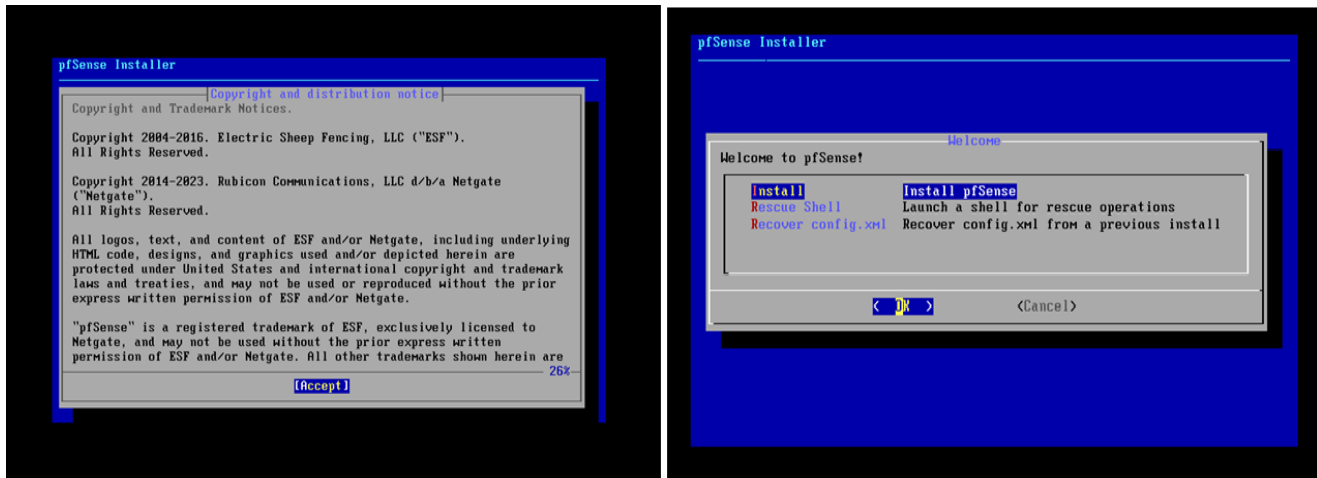 pfSense Installer
Copyright and distribution notice
Copyright and Trademark Notices.
Copyright 2004-2016. Electric Sheep Fencing, LLC ("ESF").
All Rights Reserved.
Copyright 2014-2023. Rubicon Communications, LLC d/b/a Netgate
("Netgate").
All Rights Reserved.
All logos, text, and content of ESF and/or Netgate, including underlying
HTML code, designs, and graphics used and/or depicted herein are
protected under United States and international copyright and trademark
laws and treaties, and may not be used or reproduced without the prior
express written permission of ESF and/or Netgate.
"pfSense" is a registered trademark of ESF, exclusively licensed to
Netgate, and may not be used without the prior express written
permission of ESF and/or Netgate. All other trademarks shown herein are
26%
[Accept]
pfSense Installer
Welcome
Welcome to pfSense!
Install Install pfSense
Rescue Shell Launch a shell for rescue operations
Recover config.xml Recover config.xml from a previous install
< OK > <Cancel>